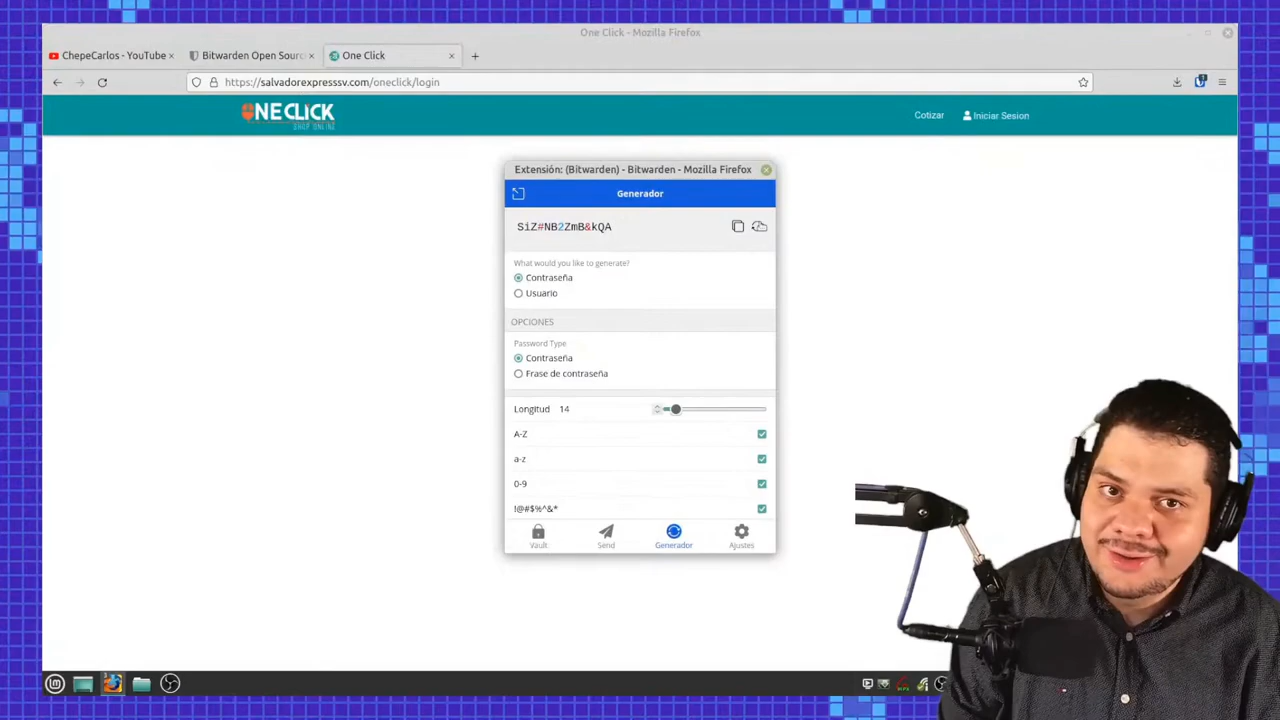 One Click - Mozilla Firefox
ChepeCarlos - YouTube
Bitwarden Open Sourc
One Click
https://salvadorexpresssv.com/oneclick/login
ONE CLICK
SHOP ONLINE
Cotizar
Iniciar Sesion
Extensión: (Bitwarden) - Bitwarden - Mozilla Firefox
Generador
SiZ#NB2ZmB&kQA
What would you like to generate?
Contraseña
Usuario
OPCIONES
Password Type
Contraseña
Frase de contraseña
Longitud 14
A-Z
a-z
0-9
!@#$%^&*
Vault
Send
Generador
Ajustes